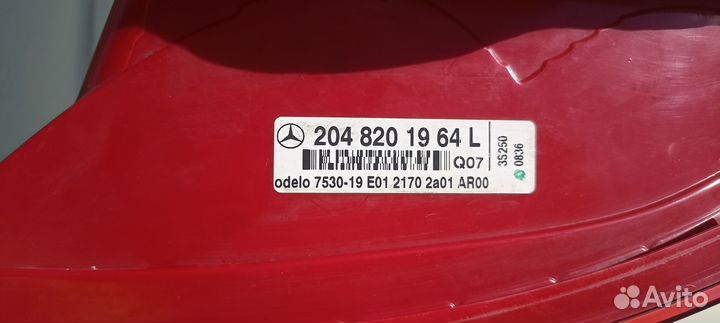 204 820 19 64 L
Q07
odelo 7530-19 E01 2170 2a01 AR00
3S250
0836
Avito